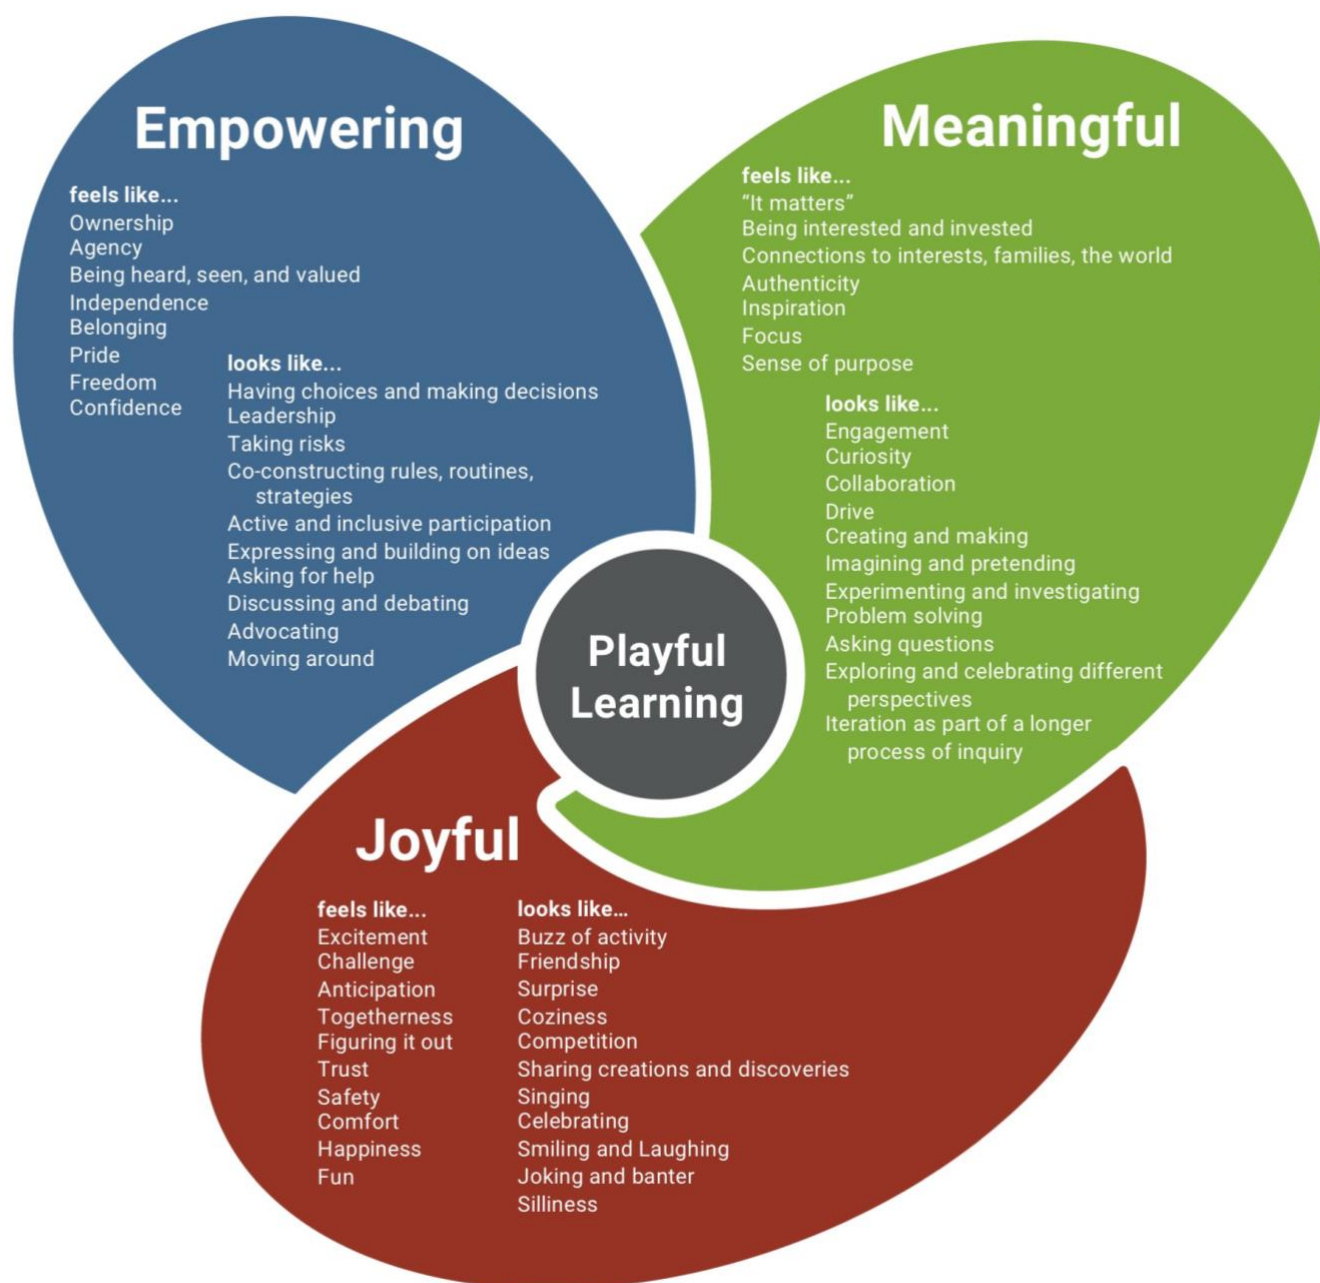 Empowering
feels like...
Ownership
Agency
Being heard, seen, and valued
Independence
Belonging
Pride
Freedom
Confidence
looks like...
Having choices and making decisions
Leadership
Taking risks
Co-constructing rules, routines,
strategies
Active and inclusive participation
Expressing and building on ideas
Asking for help
Discussing and debating
Advocating
Moving around
Meaningful
feels like...
“It matters”
Being interested and invested
Connections to interests, families, the world
Authenticity
Inspiration
Focus
Sense of purpose
looks like...
Engagement
Curiosity
Collaboration
Drive
Creating and making
Imagining and pretending
Experimenting and investigating
Problem solving
Asking questions
Exploring and celebrating different
perspectives
Iteration as part of a longer
process of inquiry
Playful
Learning
Joyful
feels like...
Excitement
Challenge
Anticipation
Togetherness
Figuring it out
Trust
Safety
Comfort
Happiness
Fun
looks like...
Buzz of activity
Friendship
Surprise
Coziness
Competition
Sharing creations and discoveries
Singing
Celebrating
Smiling and Laughing
Joking and banter
Silliness